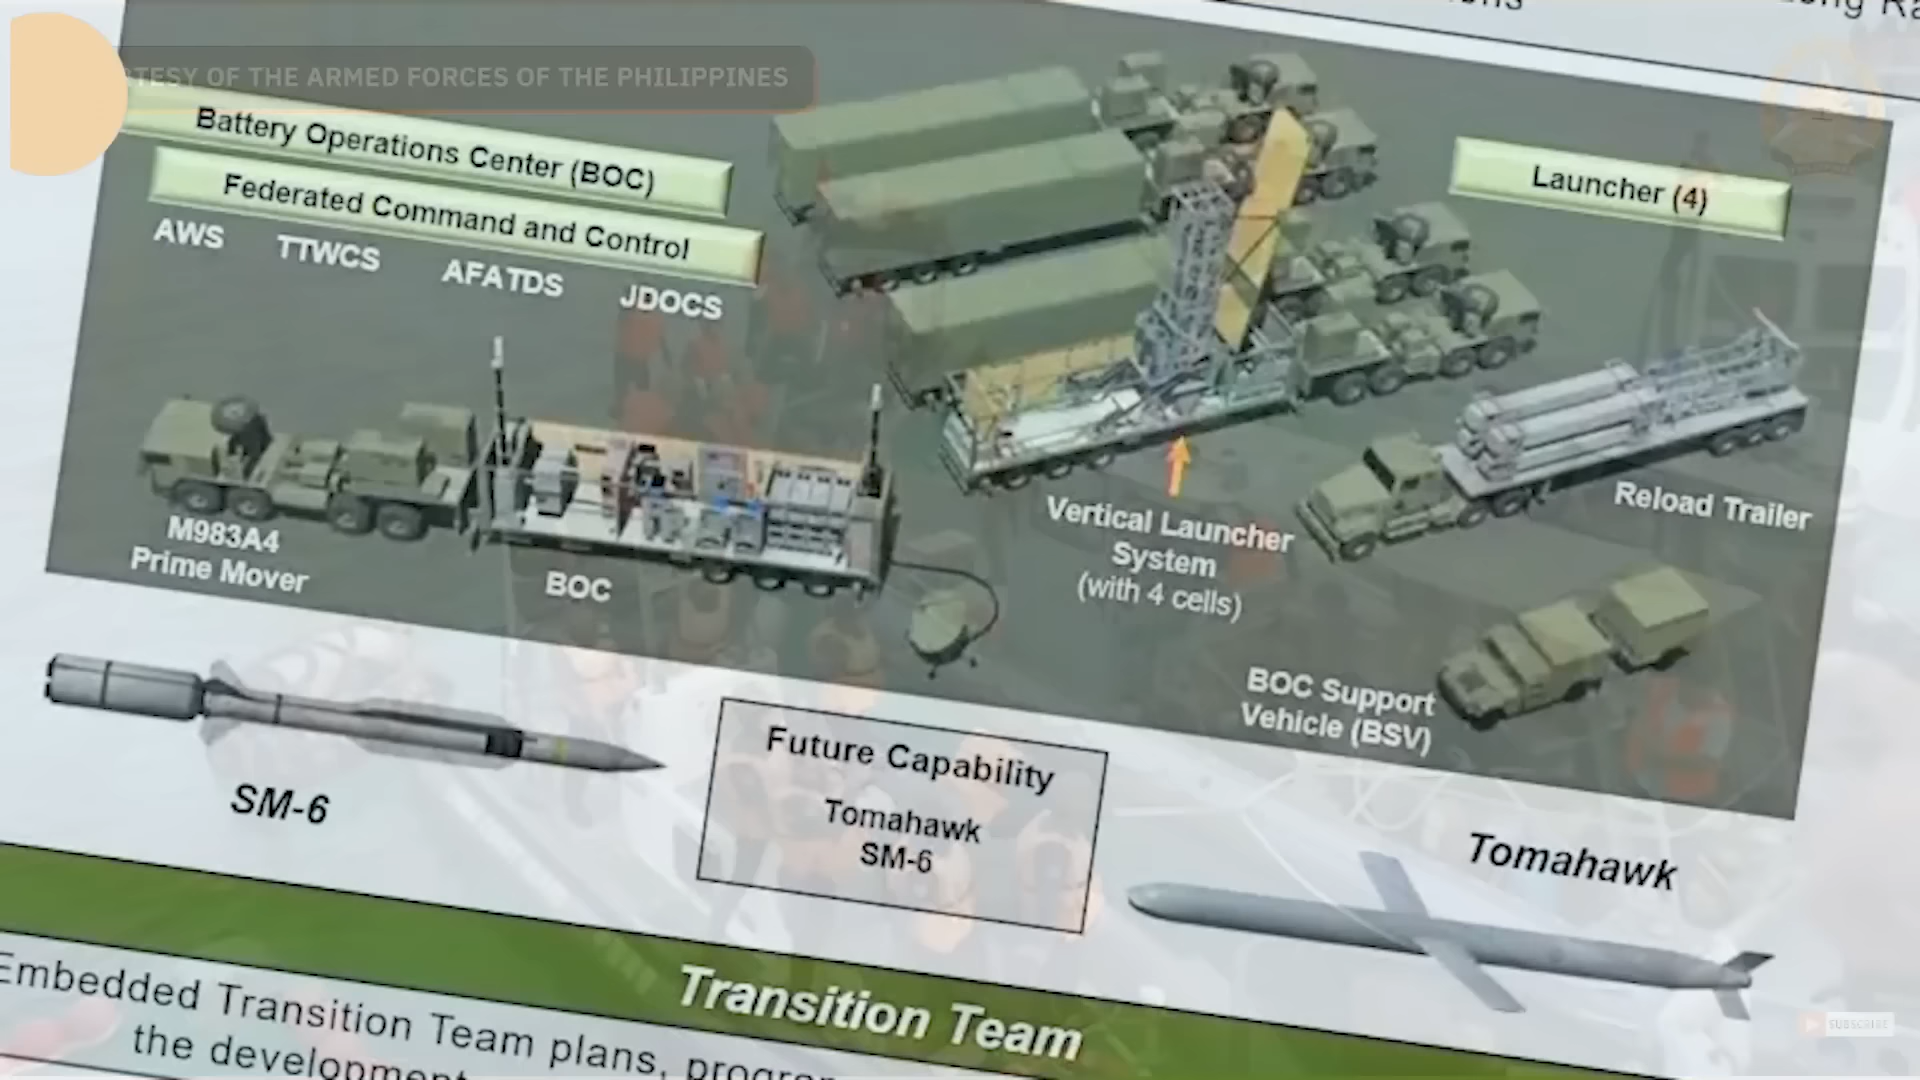 TESY OF THE ARMED FORCES OF THE PHILIPPINES
Battery Operations Center (BOC)
Federated Command and Control
AWS TTWCS AFATDS JDOCS
Launcher (4)
M983A4
Prime Mover
BOC
Vertical Launcher
System
(with 4 cells)
Reload Trailer
BOC Support
Vehicle (BSV)
SM-6
Future Capability
Tomahawk
SM-6
Tomahawk
Transition Team
Embedded Transition Team plans,
the development
SUBSCRIBE